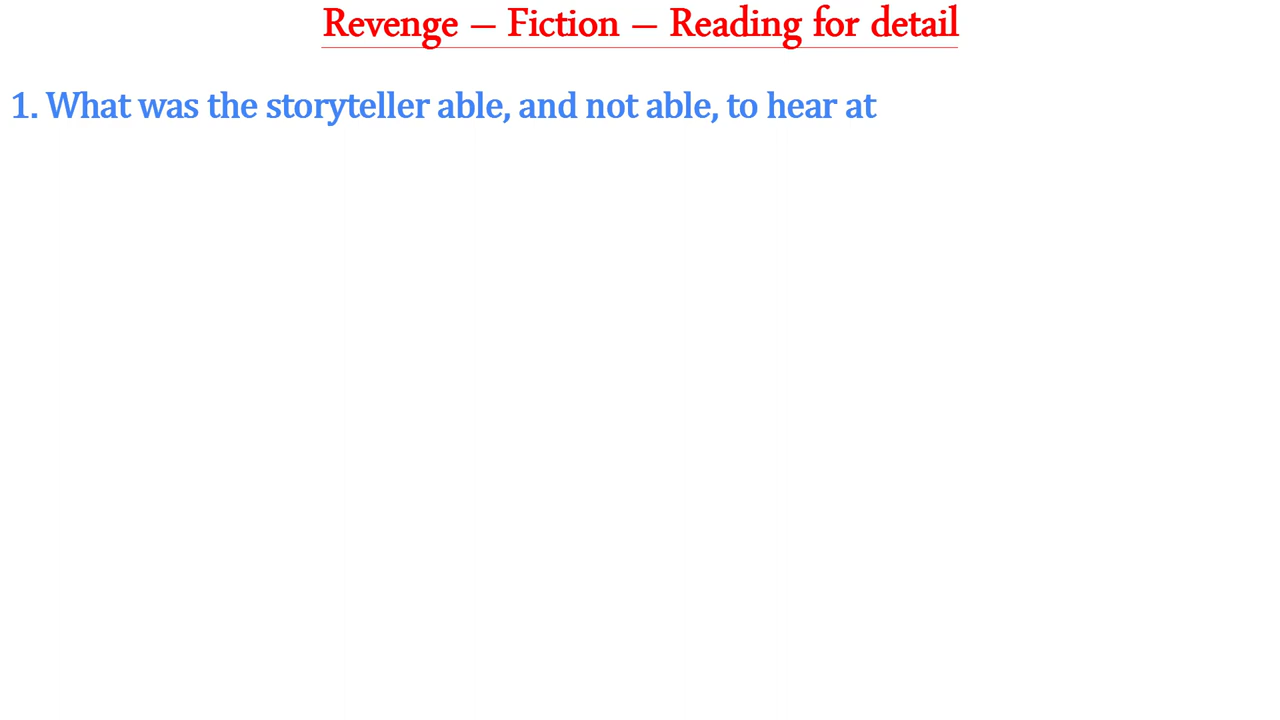 Revenge – Fiction – Reading for detail
1. What was the storyteller able, and not able, to hear at